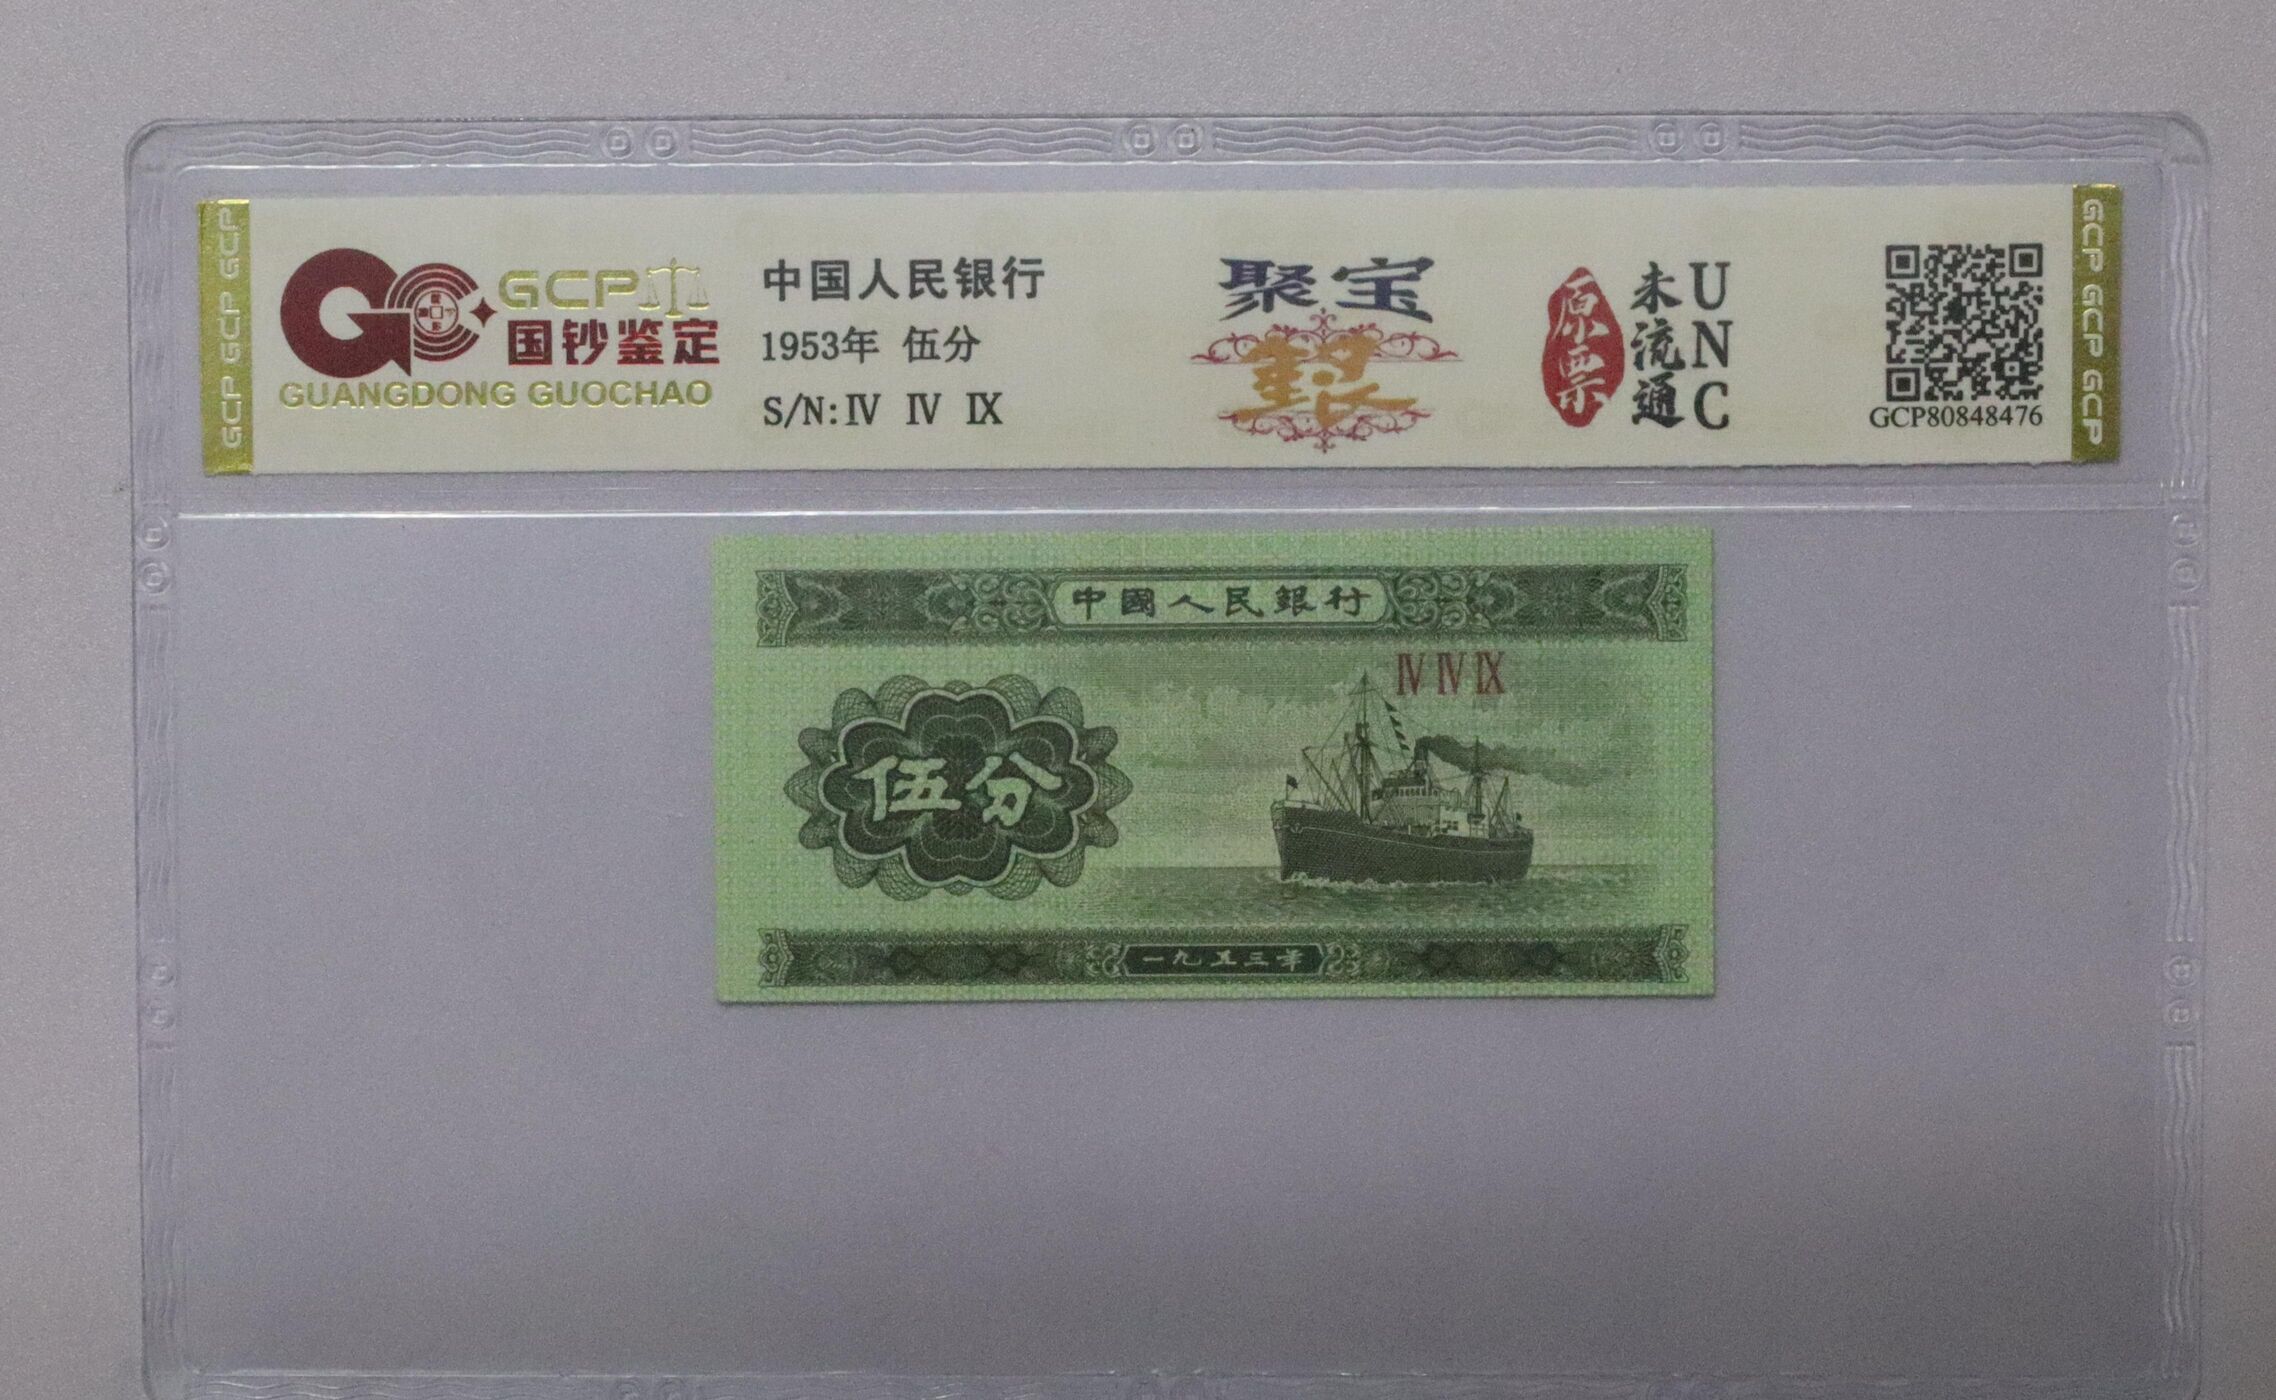 GCP GCP GCP
GCP
国钞鉴定
GUANGDONG GUOCHAO
中国人民银行
1953年 伍分
S/N:Ⅳ Ⅳ Ⅸ
聚宝
原票
未流通
UNC
GCP80848476
GCP GCP GCP
中國人民銀行
Ⅳ Ⅳ Ⅸ
伍分
一九五三年